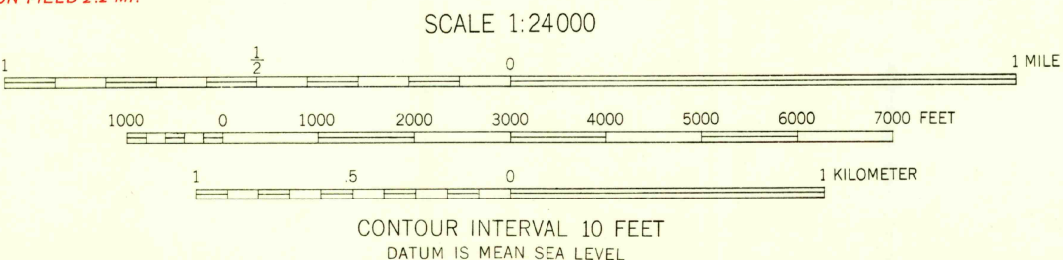 FIELD
SCALE 1:24000
1 1/2 0 1 MILE
1000 0 1000 2000 3000 4000 5000 6000 7000 FEET
1 .5 0 1 KILOMETER
CONTOUR INTERVAL 10 FEET
DATUM IS MEAN SEA LEVEL